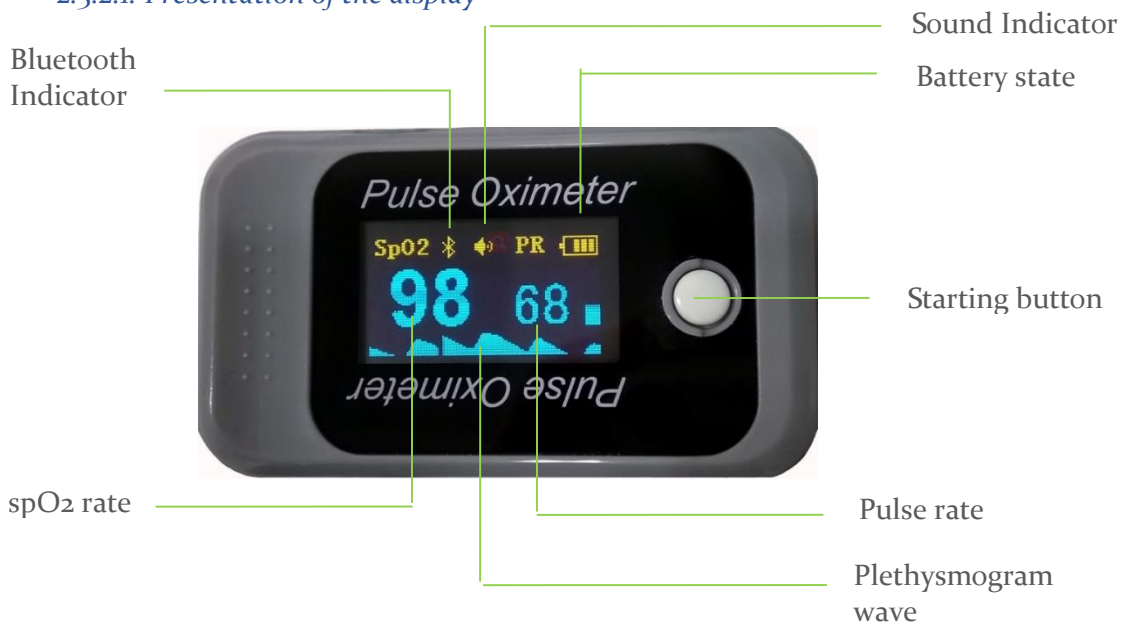 2.3.2.1. Presentation of the display
Sound Indicator
Bluetooth
Indicator
Battery state
Pulse Oximeter
SpO2 PR
98 68
Starting button
Pulse Oximeter
spO2 rate
Pulse rate
Plethysmogram
wave